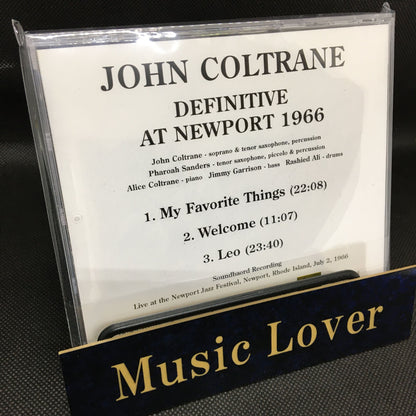 JOHN COLTRANE
DEFINITIVE
AT NEWPORT 1966
John Coltrane - soprano & tenor saxophone, percussion
Pharoah Sanders - tenor saxophone, piccolo & percussion
Alice Coltrane - piano Jimmy Garrison - bass Rashied Ali - drums
1. My Favorite Things (22:08)
2. Welcome (11:07)
3. Leo (23:40)
Soundbaord Recording
Live at the Newport Jazz Festival, Newport, Rhode Island, July 2, 1966
Music Lover